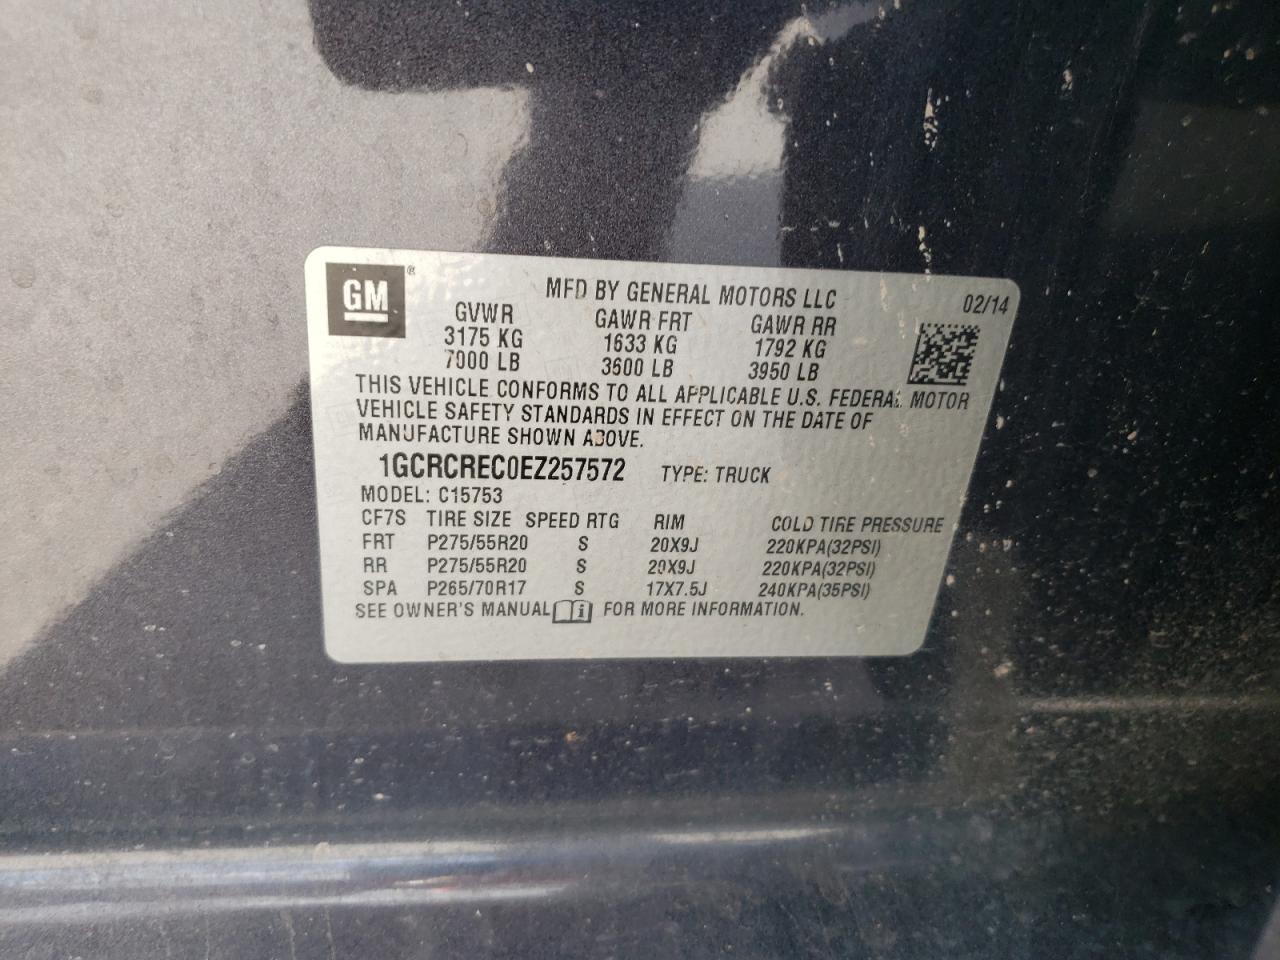 GM ®
MFD BY GENERAL MOTORS LLC 02/14
GVWR GAWR FRT GAWR RR
3175 KG 1633 KG 1792 KG
7000 LB 3600 LB 3950 LB
THIS VEHICLE CONFORMS TO ALL APPLICABLE U.S. FEDERAL MOTOR
VEHICLE SAFETY STANDARDS IN EFFECT ON THE DATE OF
MANUFACTURE SHOWN ABOVE.
1GCRCREC0EZ257572 TYPE: TRUCK
MODEL: C15753
CF7S TIRE SIZE SPEED RTG RIM COLD TIRE PRESSURE
FRT P275/55R20 S 20X9J 220KPA(32PSI)
RR P275/55R20 S 20X9J 220KPA(32PSI)
SPA P265/70R17 S 17X7.5J 240KPA(35PSI)
SEE OWNER'S MANUAL i FOR MORE INFORMATION.